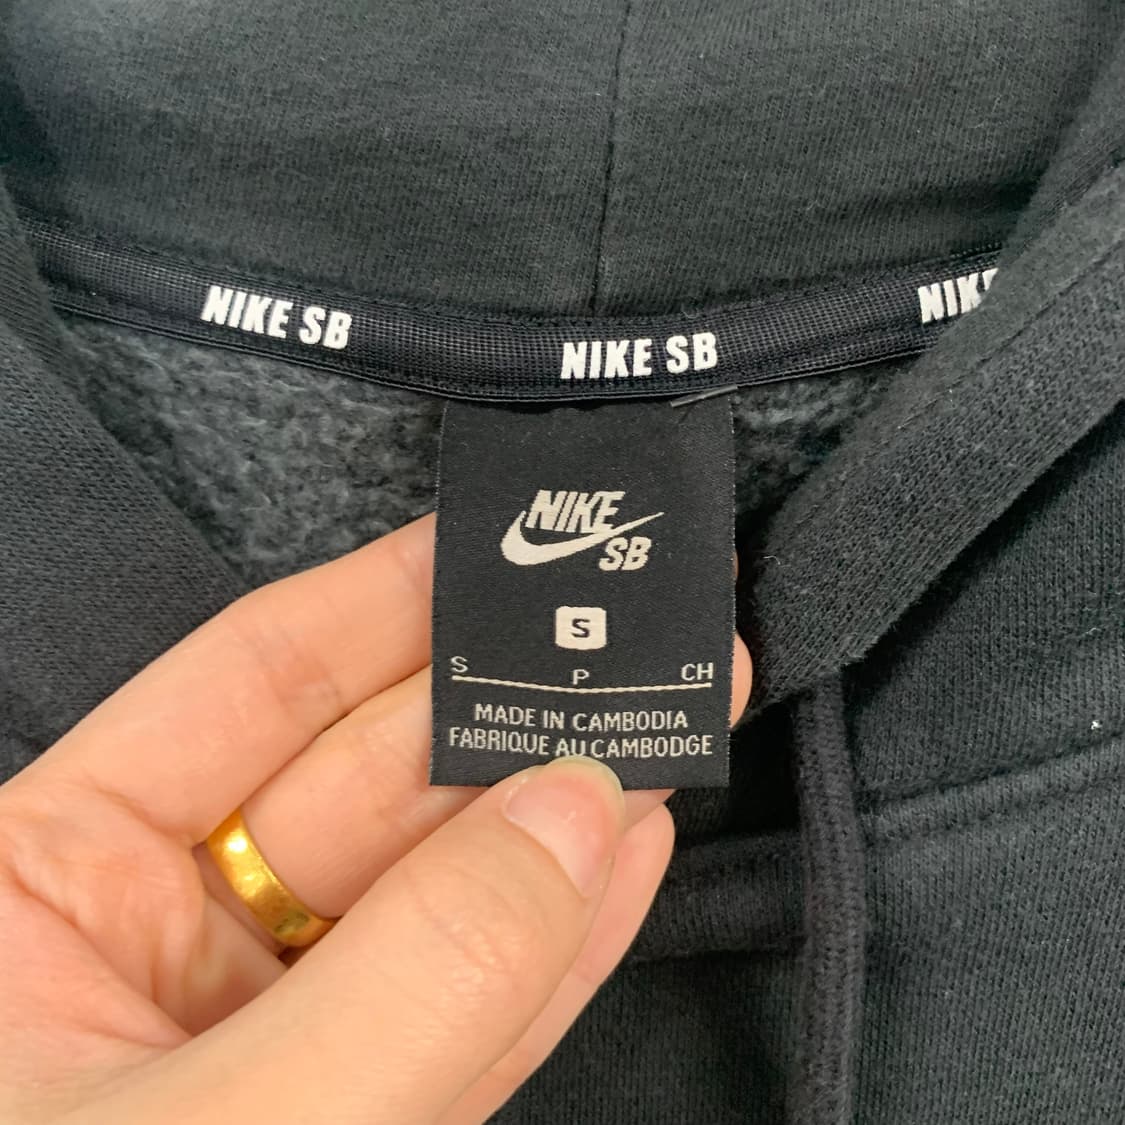 NIKE SB
NIKE SB
NIKE
NIKE
SB
S
S P CH
MADE IN CAMBODIA
FABRIQUE AU CAMBODGE